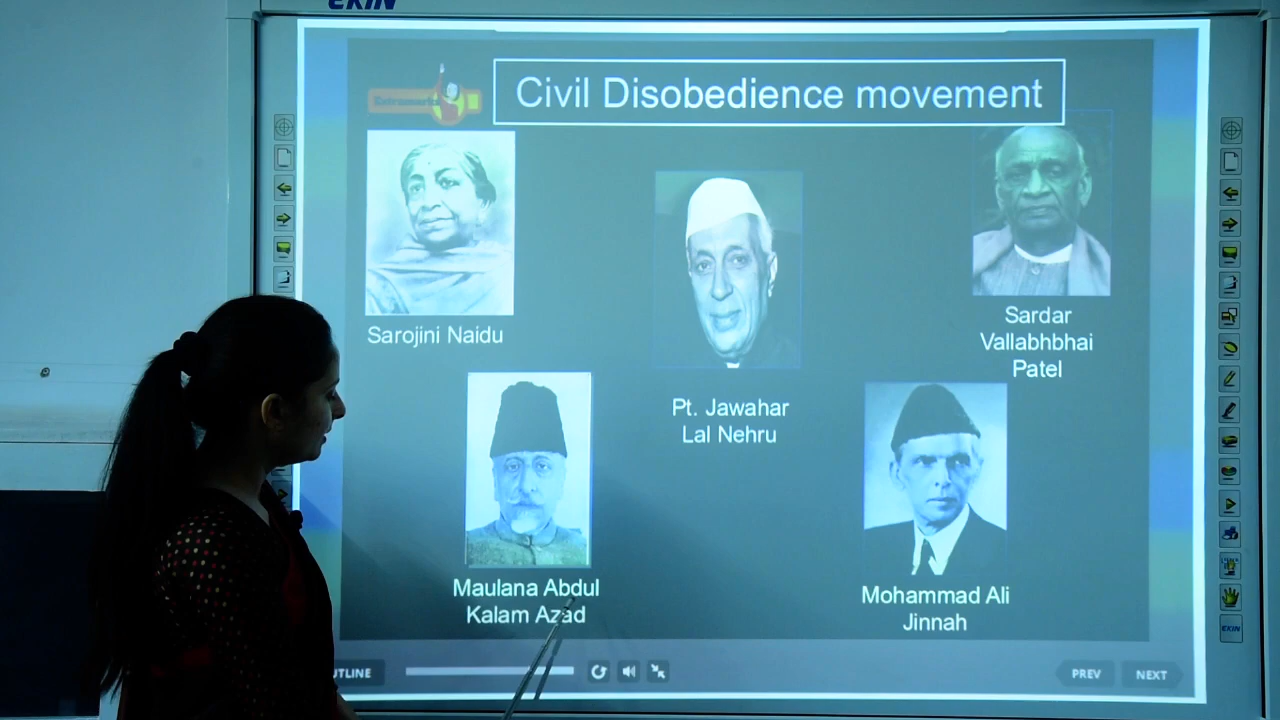 EKIN
Civil Disobedience movement
Extramarks
Sarojini Naidu
Pt. Jawahar
Lal Nehru
Sardar
Vallabhbhai
Patel
Maulana Abdul
Kalam Azad
Mohammad Ali
Jinnah
PREV
NEXT
EKIN